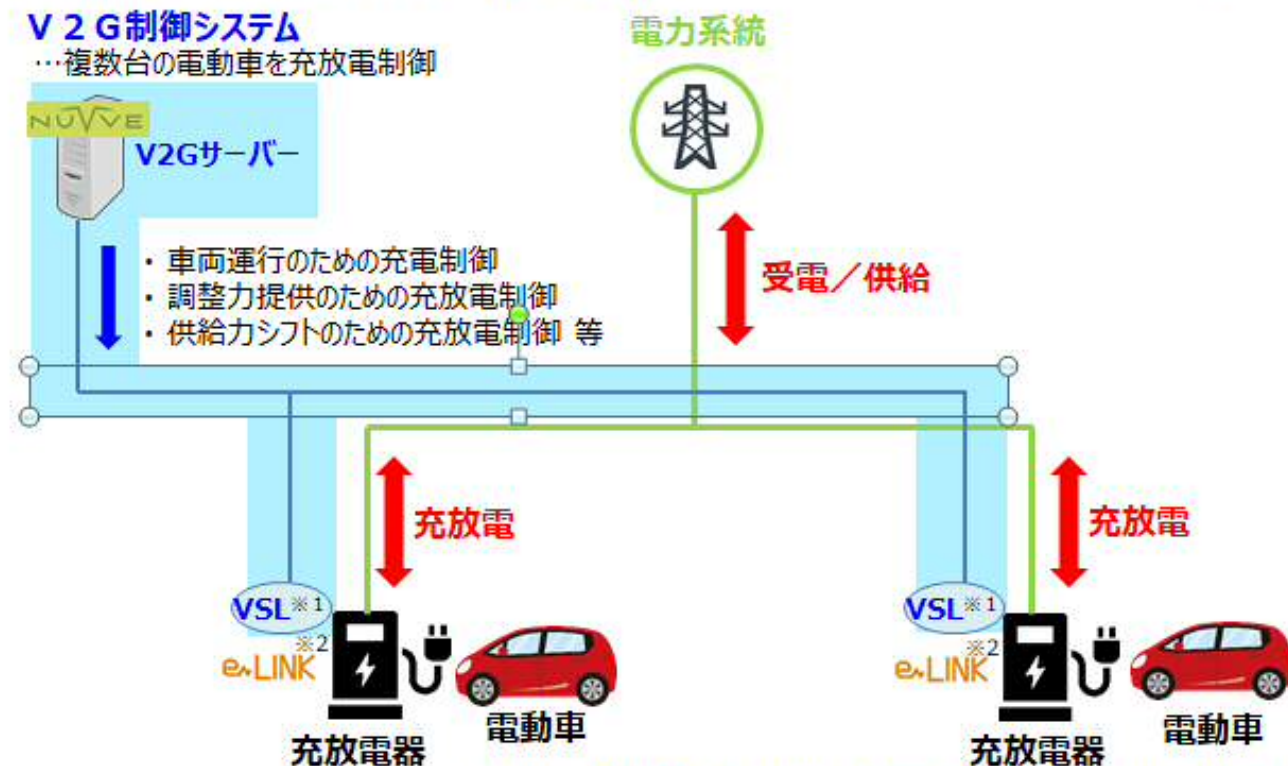 V2G制御システム
…複数台の電動車を充放電制御
NUVVE
V2Gサーバー
電力系統
・車両運行のための充電制御
・調整力提供のための充放電制御
・供給力シフトのための充放電制御 等
受電／供給
充放電
充放電
VSL※1
※2
e-LINK
充放電器
電動車
VSL※1
※2
e-LINK
充放電器
電動車